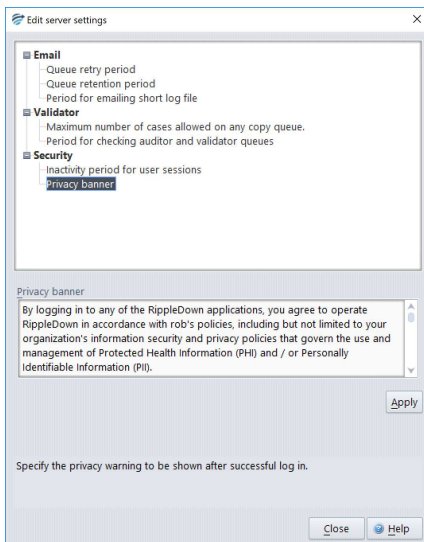 Edit server settings
Email
Queue retry period
Queue retention period
Period for emailing short log file
Validator
Maximum number of cases allowed on any copy queue.
Period for checking auditor and validator queues
Security
Inactivity period for user sessions
Privacy banner
Privacy banner
By logging in to any of the RippleDown applications, you agree to operate
RippleDown in accordance with rob's policies, including but not limited to your
organization's information security and privacy policies that govern the use and
management of Protected Health Information (PHI) and / or Personally
Identifiable Information (PII).
Apply
Specify the privacy warning to be shown after successful log in.
Close
Help